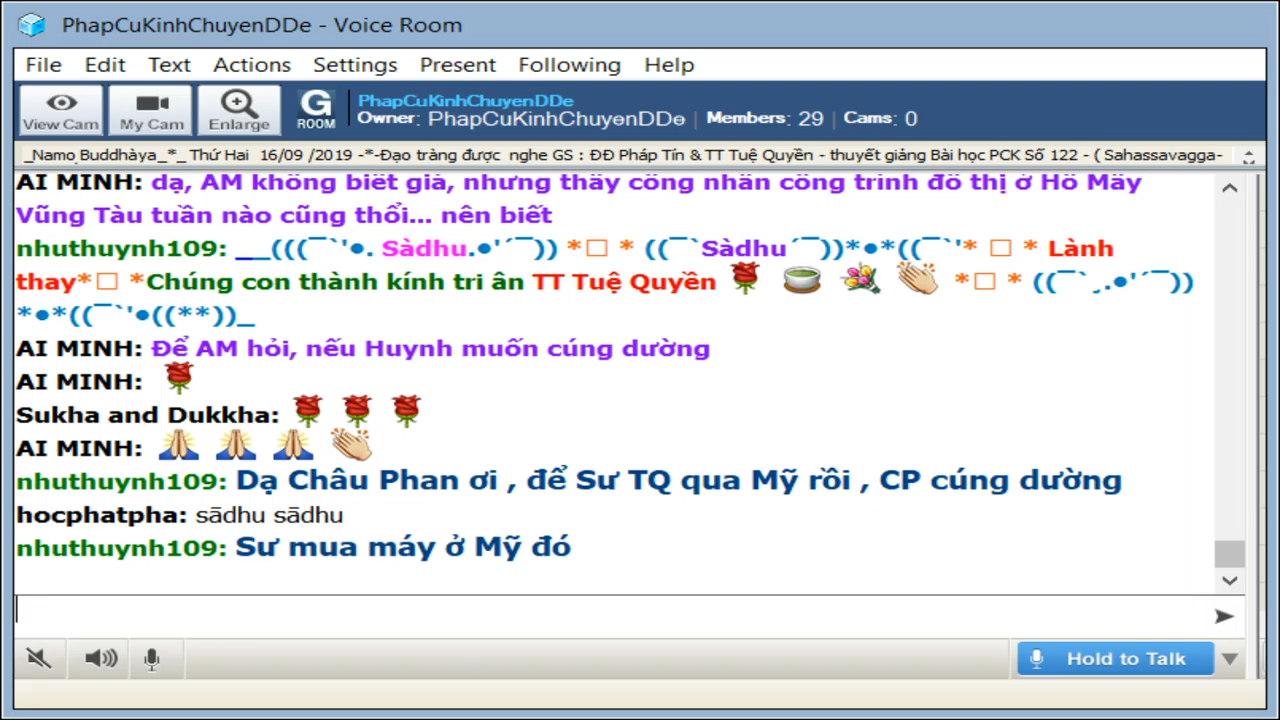 PhapCuKinhChuyenDDe - Voice Room
File Edit Text Actions Settings Present Following Help
View Cam My Cam Enlarge G ROOM
PhapCuKinhChuyenDDe
Owner: PhapCuKinhChuyenDDe | Members: 29 | Cams: 0
_Namo Buddhàya_*_ Thứ Hai 16/09 /2019 -*-Đạo tràng được nghe GS : ĐĐ Pháp Tín & TT Tuệ Quyền - thuyết giảng Bài học PCK Số 122 - ( Sahassavagga-
AI MINH: dạ, AM không biết giá, nhưng thấy công nhân công trình đô thị ở Hồ Mây
Vũng Tàu tuần nào cũng thổi... nên biết
nhuthuynh109: __(((¯`'●. Sàdhu.●'´¯)) *□ * ((¯`Sàdhu´¯))*●*((¯`'* □ * Lành
thay*□ *Chúng con thành kính tri ân TT Tuệ Quyền 🌹 🍵 💐 👏 *□ * ((¯`¸.●'´¯))
*●*((¯`'●((**))_
AI MINH: Để AM hỏi, nếu Huynh muốn cúng dường
AI MINH: 🌹
Sukha and Dukkha: 🌹 🌹 🌹
AI MINH: 🙏 🙏 🙏 👏
nhuthuynh109: Dạ Châu Phan ơi , để Sư TQ qua Mỹ rồi , CP cúng dường
hocphatpha: sādhu sādhu
nhuthuynh109: Sư mua máy ở Mỹ đó
Hold to Talk